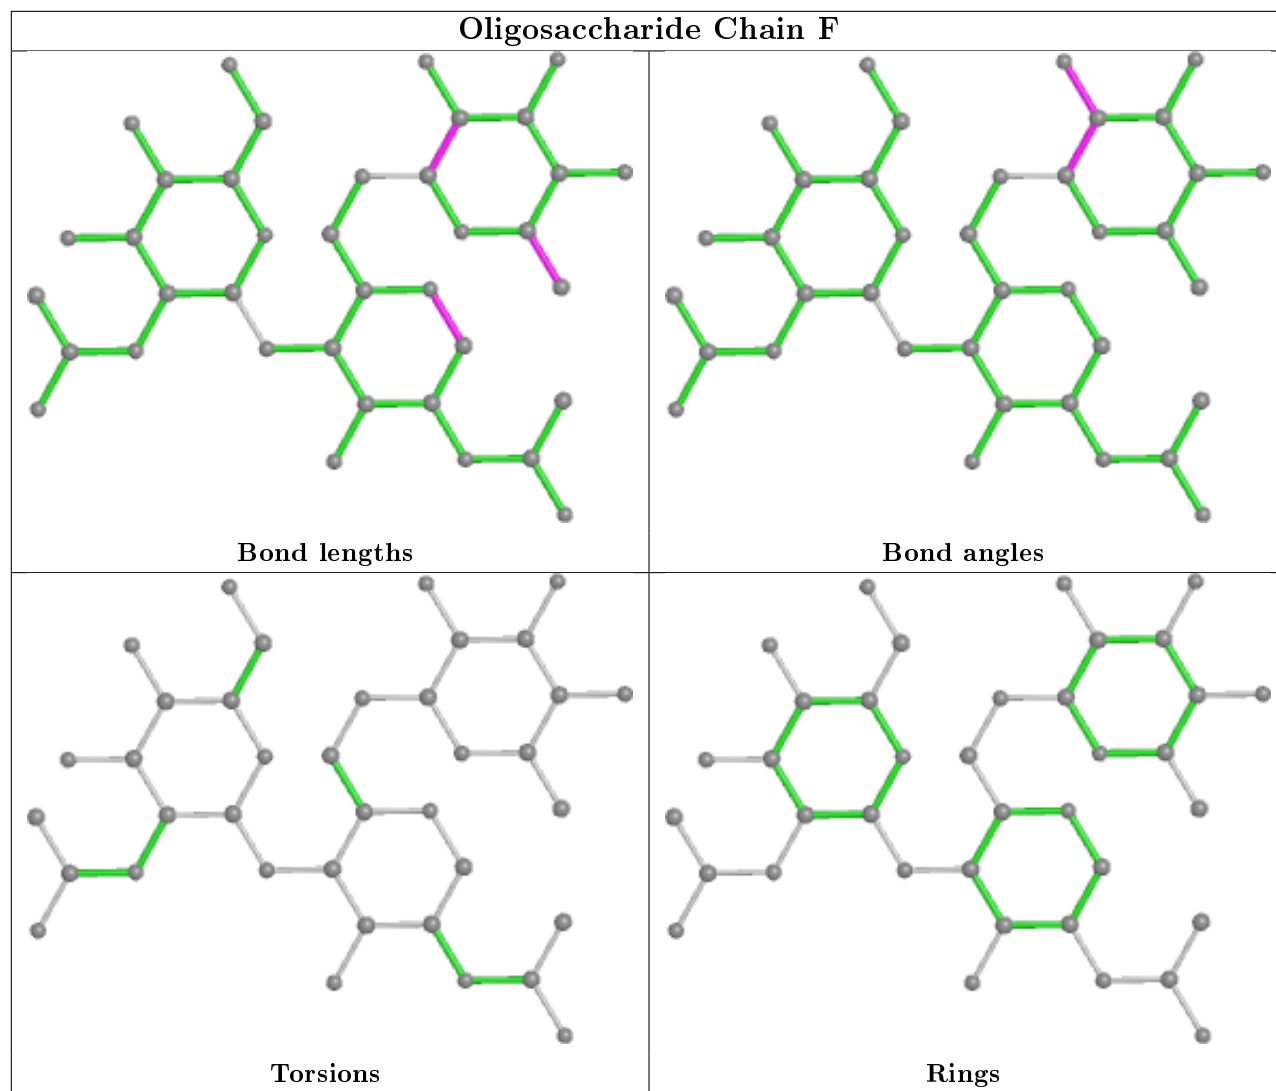 Oligosaccharide Chain F
Bond lengths
Bond angles
Torsions
Rings